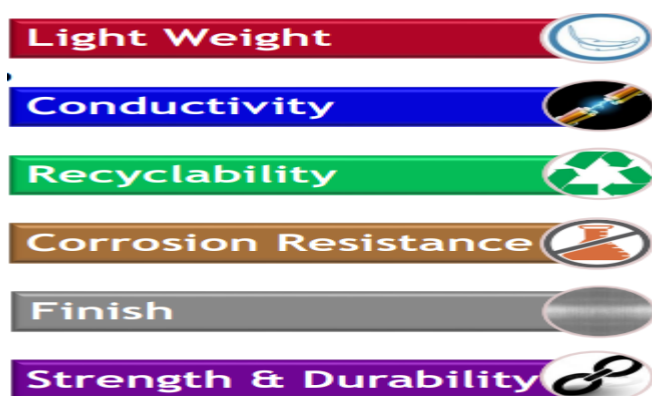 Light Weight
Conductivity
Recyclability
Corrosion Resistance
Finish
Strength & Durability